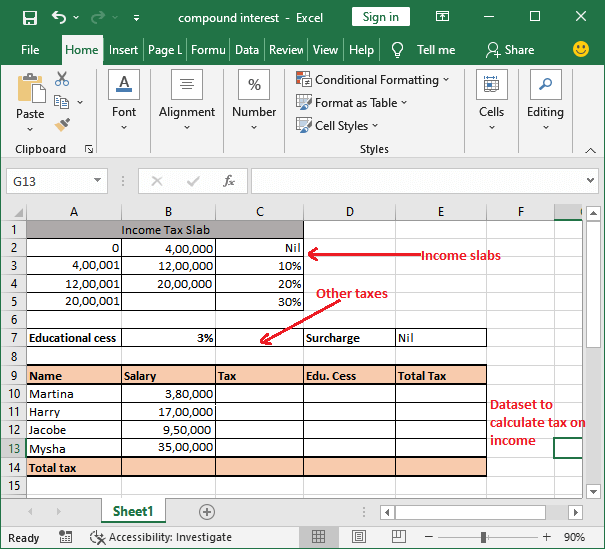 compound interest - Excel Sign in
File Home Insert Page L Formu Data Review View Help Tell me Share
Paste Font Alignment Number Conditional Formatting Cells Editing
Format as Table
Cell Styles
Clipboard Styles
G13 fx
A B C D E F
1 Income Tax Slab
2 0 4,00,000 Nil
3 4,00,001 12,00,000 10%
4 12,00,001 20,00,000 20%
5 20,00,001 30%
Income slabs
Other taxes
6
7 Educational cess 3% Surcharge Nil
8
9 Name Salary Tax Edu. Cess Total Tax
10 Martina 3,80,000
11 Harry 17,00,000
12 Jacobe 9,50,000
13 Mysha 35,00,000
14 Total tax
15
Dataset to
calculate tax on
income
Sheet1
Ready Accessibility: Investigate 90%